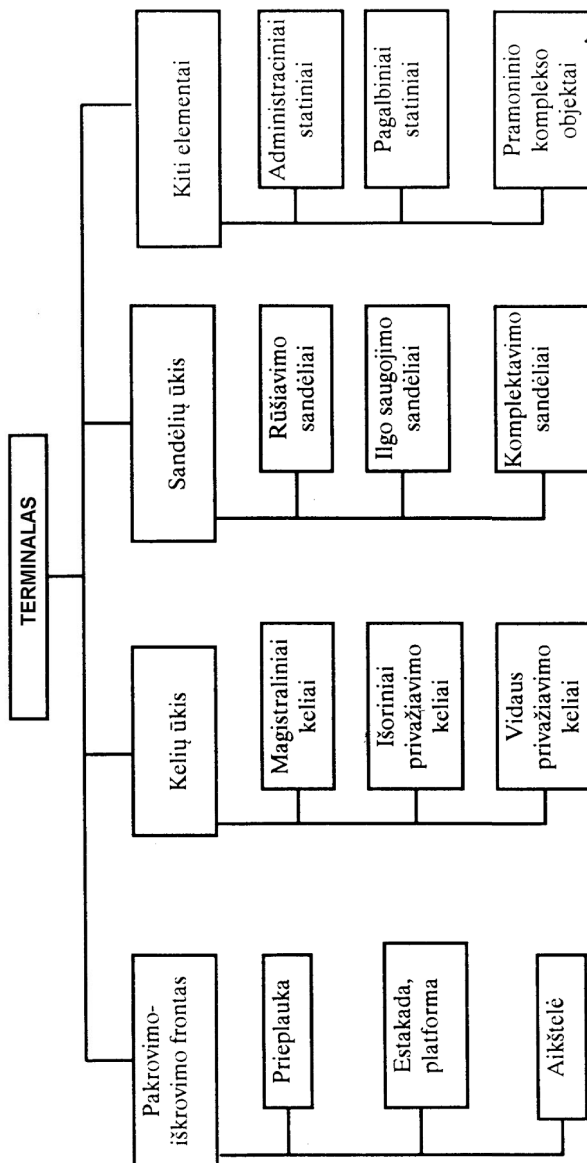 TERMINALAS
Pakrovimo-
iškrovimo frontas
Prieplauka
Estakada,
platforma
Aikštelė
Kelių ūkis
Magistraliniai
keliai
Išoriniai
privažiavimo
keliai
Vidaus
privažiavimo
keliai
Sandėlių ūkis
Rūšiavimo
sandėliai
Ilgo saugojimo
sandėliai
Komplektavimo
sandėliai
Kiti elementai
Administraciniai
statiniai
Pagalbiniai
statiniai
Pramoninio
komplekso
objektai